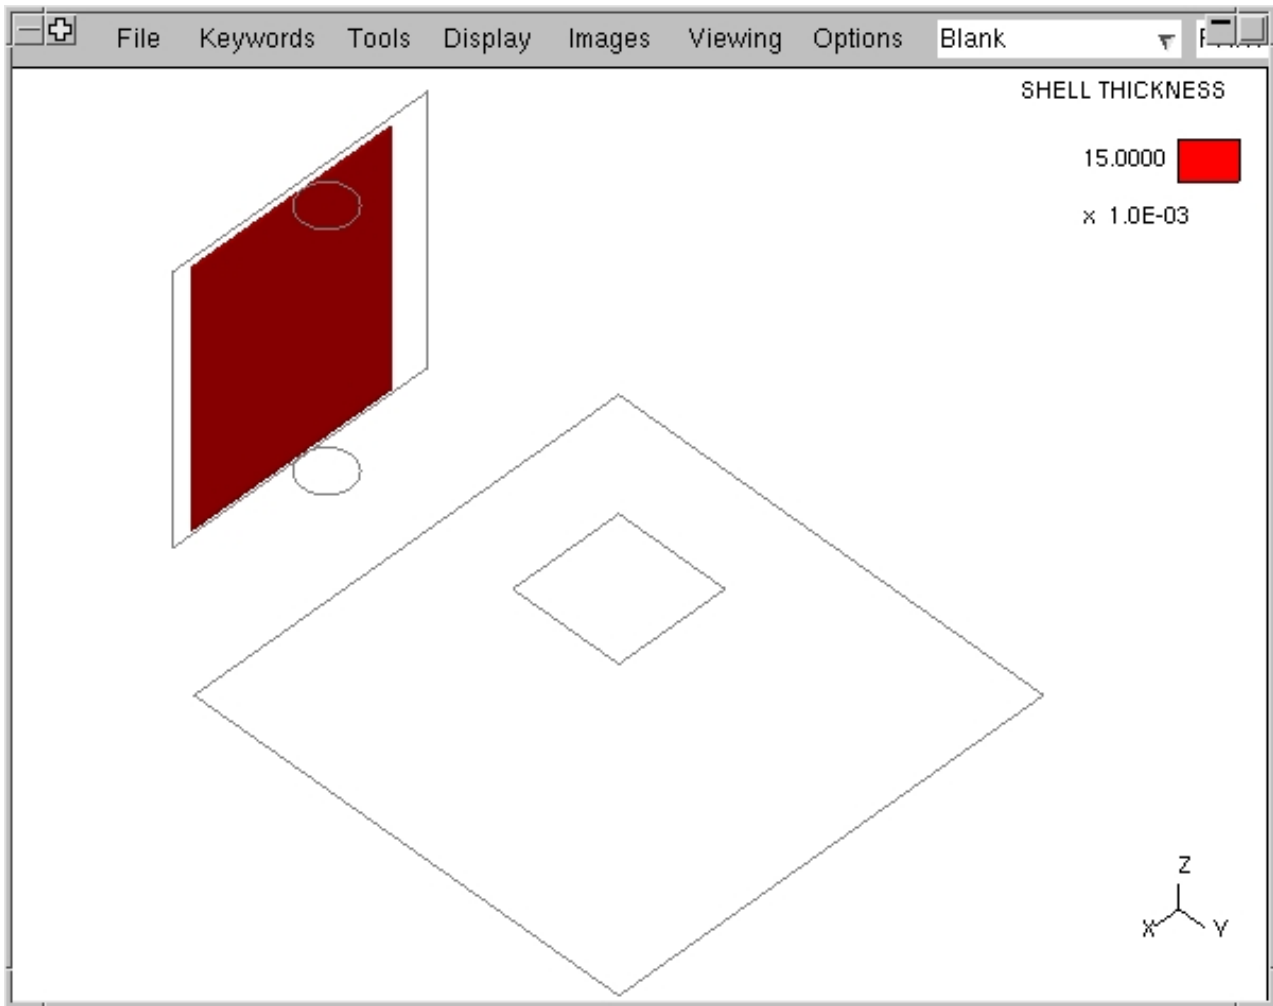 File Keywords Tools Display Images Viewing Options Blank
SHELL THICKNESS
15.0000
x 1.0E-03
Z
X Y